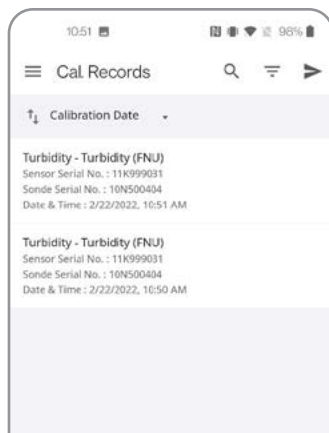 10:51 98%
Cal. Records
Calibration Date
Turbidity - Turbidity (FNU)
Sensor Serial No. : 11K999031
Sonde Serial No. : 10N500404
Date & Time : 2/22/2022, 10:51 AM
Turbidity - Turbidity (FNU)
Sensor Serial No. : 11K999031
Sonde Serial No. : 10N500404
Date & Time : 2/22/2022, 10:50 AM